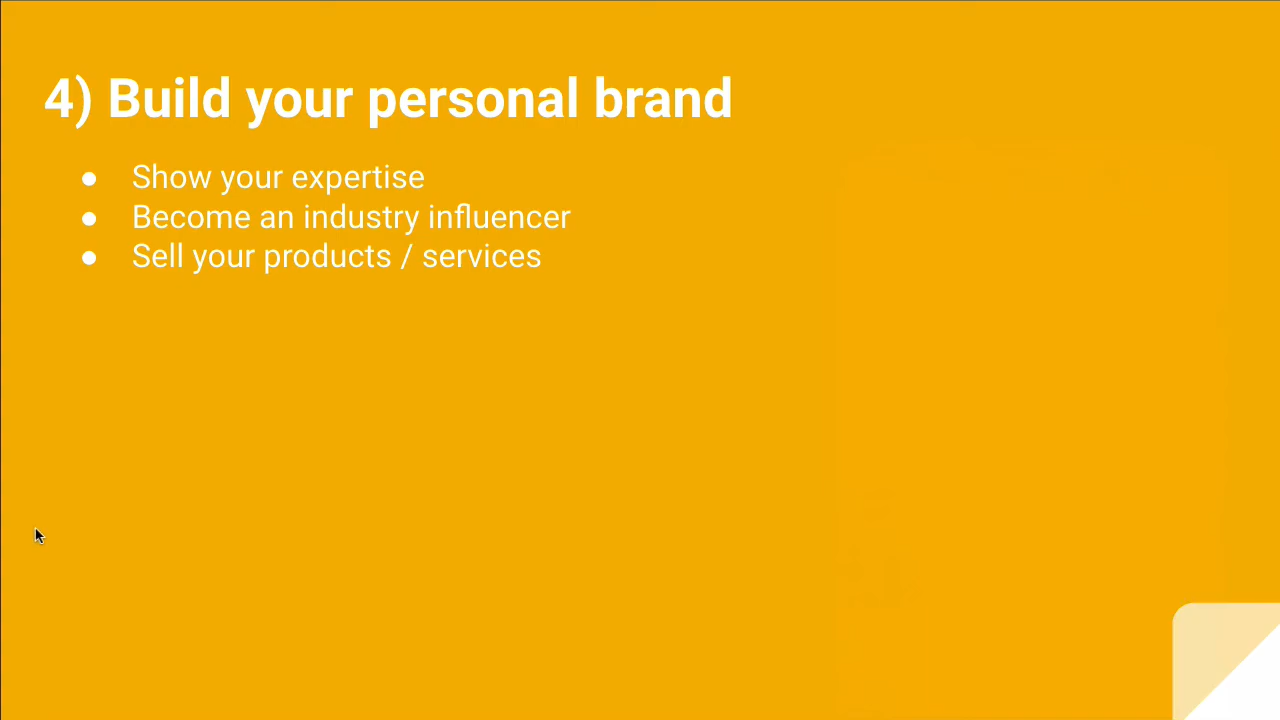 4) Build your personal brand
● Show your expertise
● Become an industry influencer
● Sell your products / services